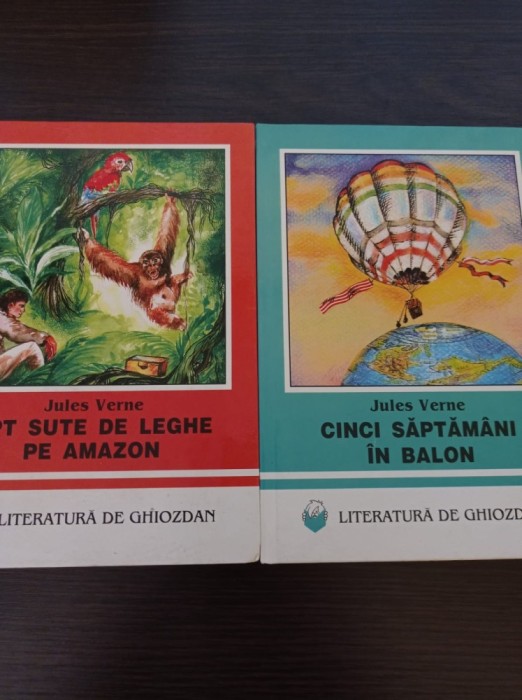 Jules Verne
PT SUTE DE LEGHE
PE AMAZON
LITERATURĂ DE GHIOZDAN
Jules Verne
CINCI SĂPTĂMÂNI
ÎN BALON
LITERATURĂ DE GHIOZD